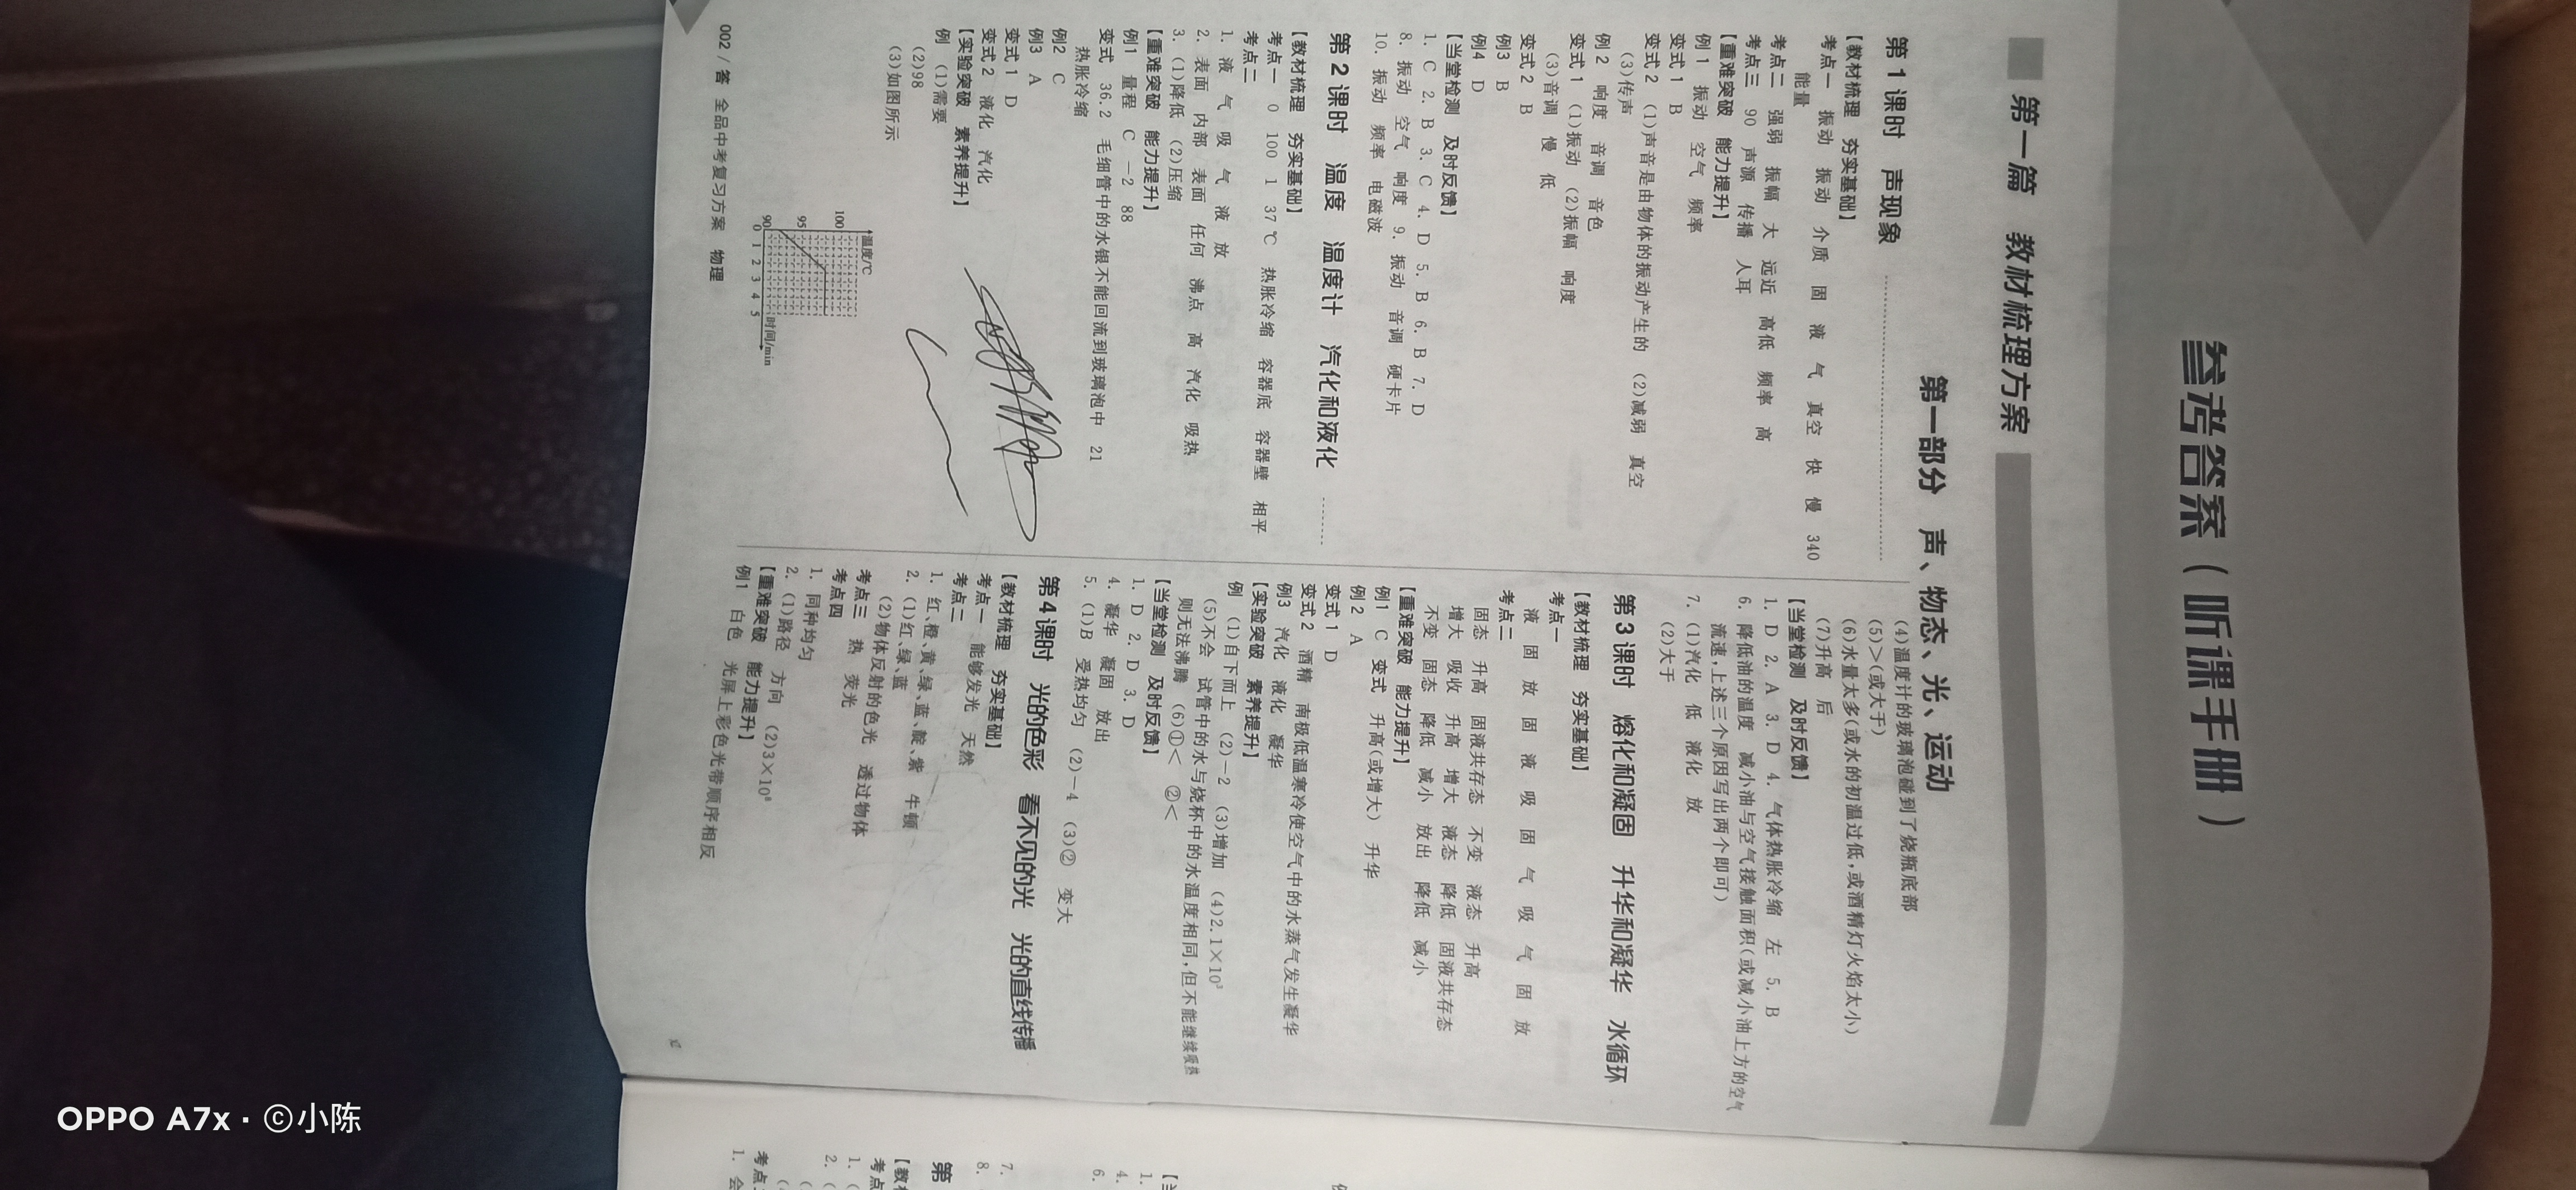 参考答案（听课手册）
第一篇 教材梳理方案
第一部分 声、物态、光、运动
第1课时 声现象
【教材梳理 夯实基础】
考点一 振动 振动 介质 固 液 气 真空 快 慢 340
能量
考点二 强弱 振幅 大 远近 高低 频率 高
考点三 90 声源 传播 人耳
【重难突破 能力提升】
例1 振动 空气 频率
变式1 B
变式2 (1)声音是由物体的振动产生的 (2)减弱 真空
(3)传声
例2 响度 音调 音色
变式1 (1)振动 (2)振幅 响度
(3)音调 慢 低
变式2 B
例3 B
例4 D
【当堂检测 及时反馈】
1. C 2. B 3. C 4. D 5. B 6. B 7. D
8. 振动 空气 响度 9. 振动 音调 硬卡片
10. 振动 频率 电磁波
第2课时 温度 温度计 汽化和液化
【教材梳理 夯实基础】
考点一 0 100 1 37 ℃ 热胀冷缩 容器底 容器壁 相平
考点二
1. 液 气 吸 气 液 放
2. 表面 内部 表面 任何 沸点 高 汽化 吸热
3. (1)降低 (2)压缩
【重难突破 能力提升】
例1 量程 C －2 88
变式 36.2 毛细管中的水银不能回流到玻璃泡中 21
热胀冷缩
例2 C
例3 A
变式1 D
变式2 液化 汽化
【实验突破 素养提升】
例 (1)需要
(2)98
(3)如图所示
温度/℃
100
95
90
0 1 2 3 4 5 时间/min
(4)温度计的玻璃泡碰到了烧瓶底部
(5)＞(或大于)
(6)水量太多(或水的初温过低,或酒精灯火焰太小)
(7)升高 后
【当堂检测 及时反馈】
1. D 2. A 3. D 4. 气体热胀冷缩 左 5. B
6. 降低油的温度 减小油与空气接触面积(或减小油上方的空气
流速,上述三个原因写出两个即可)
7. (1)汽化 低 液化 放
(2)大于
第3课时 熔化和凝固 升华和凝华 水循环
【教材梳理 夯实基础】
考点一
液 固 放 固 液 吸 固 气 吸 气 固 放
考点二
固态 升高 固液共存态 不变 液态 升高
增大 吸收 升高 增大 液态 降低 固液共存态
不变 固态 降低 减小 放出 降低 减小
【重难突破 能力提升】
例1 C 变式 升高(或增大) 升华
例2 A
变式1 D
变式2 酒精 南极低温寒冷使空气中的水蒸气发生凝华
例3 汽化 液化 凝华
【实验突破 素养提升】
例 (1)自下而上 (2)－2 (3)增加 (4)2.1×10³
(5)不会 试管中的水与烧杯中的水温度相同,但不能继续吸热
则无法沸腾 (6)①＜ ②＜
【当堂检测 及时反馈】
1. D 2. D 3. D
4. 凝华 凝固 放出
5. (1)B 受热均匀 (2)－4 (3)② 变大
第4课时 光的色彩 看不见的光 光的直线传播
【教材梳理 夯实基础】
考点一 能够发光 天然
考点二
1. 红、橙、黄、绿、蓝、靛、紫 牛顿
2. (1)红、绿、蓝
(2)物体反射的色光 透过物体
考点三 热 荧光
考点四
1. 同种均匀
2. (1)路径 方向 (2)3×10⁸
【重难突破 能力提升】
例1 白色 光屏上彩色光带顺序相反
002 / 答 全品中考复习方案 物理
OPPO A7x · ©小陈